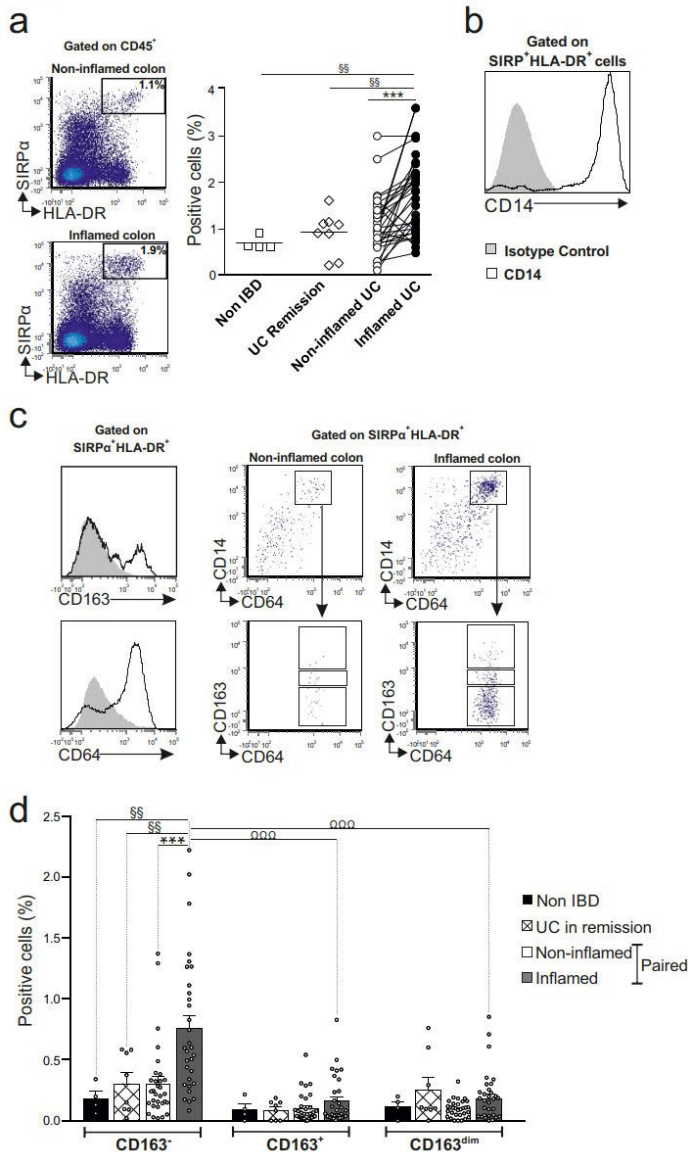 a
Gated on CD45⁺
Non-inflamed colon
1.1%
SIRPα
HLA-DR
Inflamed colon
1.9%
SIRPα
HLA-DR
§§
§§
***
Positive cells (%)
4
3
2
1
0
Non IBD
UC Remission
Non-inflamed UC
Inflamed UC
b
Gated on
SIRP⁺HLA-DR⁺ cells
CD14
Isotype Control
CD14
c
Gated on
SIRPα⁺HLA-DR⁺
CD163
CD64
Gated on SIRPα⁺HLA-DR⁺
Non-inflamed colon
Inflamed colon
CD14
CD64
CD14
CD64
CD163
CD64
CD163
CD64
d
§§
§§
***
ΩΩΩ
ΩΩΩ
Positive cells (%)
2.5
2.0
1.5
1.0
0.5
0.0
CD163⁻
CD163⁺
CD163ᵈⁱᵐ
Non IBD
UC in remission
Non-inflamed
Inflamed
Paired